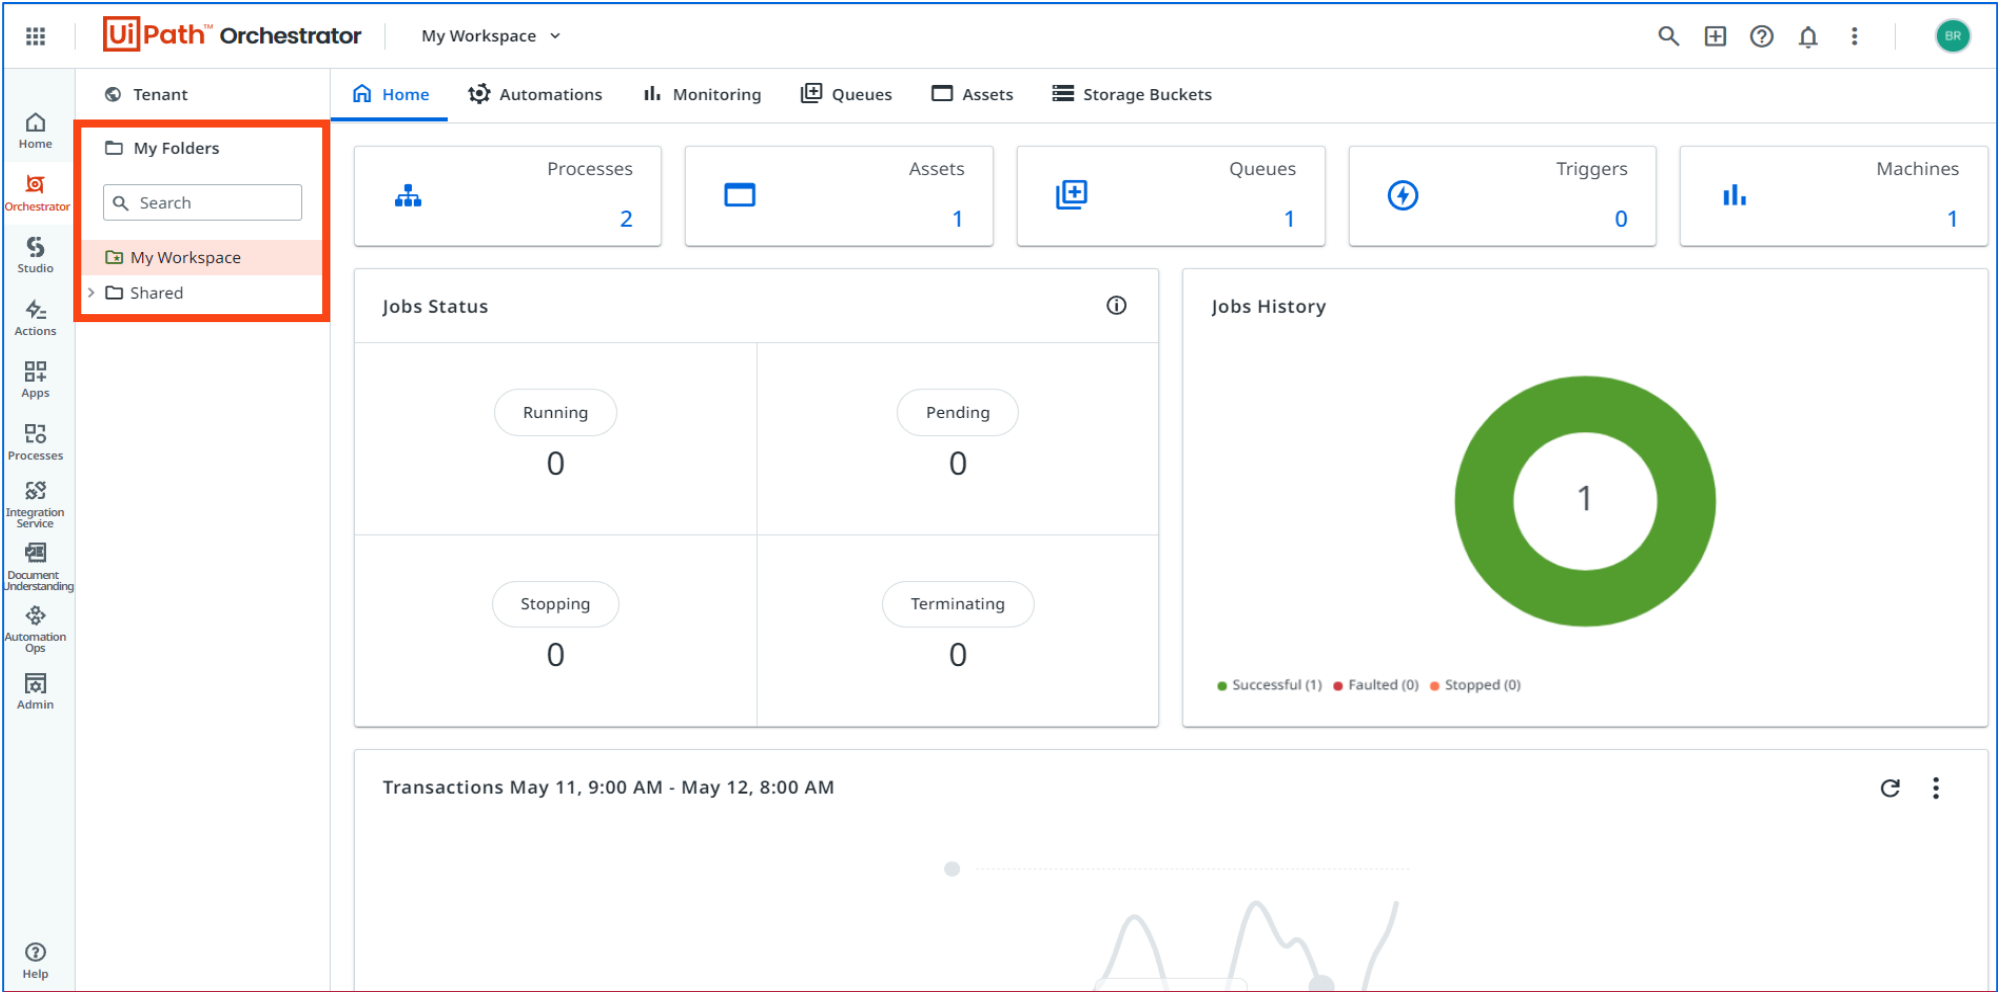 UiPath™ Orchestrator
My Workspace
BR
Home
Orchestrator
Studio
Actions
Apps
Processes
Integration
Service
Document
Understanding
Automation
Ops
Admin
Help
Tenant
My Folders
Search
My Workspace
Shared
Home
Automations
Monitoring
Queues
Assets
Storage Buckets
Processes
2
Assets
1
Queues
1
Triggers
0
Machines
1
Jobs Status
Running
0
Pending
0
Stopping
0
Terminating
0
Jobs History
1
Successful (1) Faulted (0) Stopped (0)
Transactions May 11, 9:00 AM - May 12, 8:00 AM